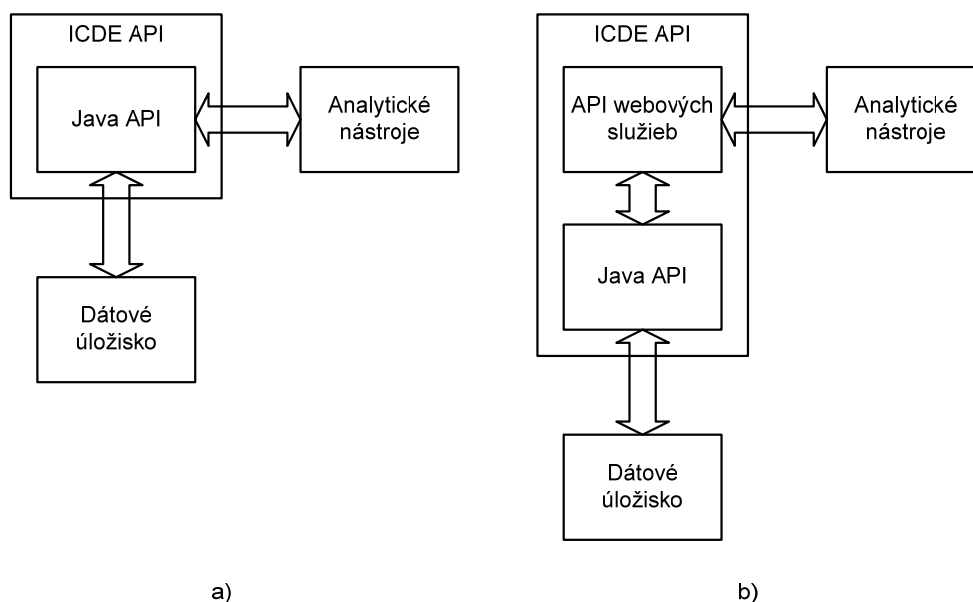 ICDE API
Java API
Analytické
nástroje
Dátové
úložisko
a)
ICDE API
API webových
služieb
Analytické
nástroje
Java API
Dátové
úložisko
b)